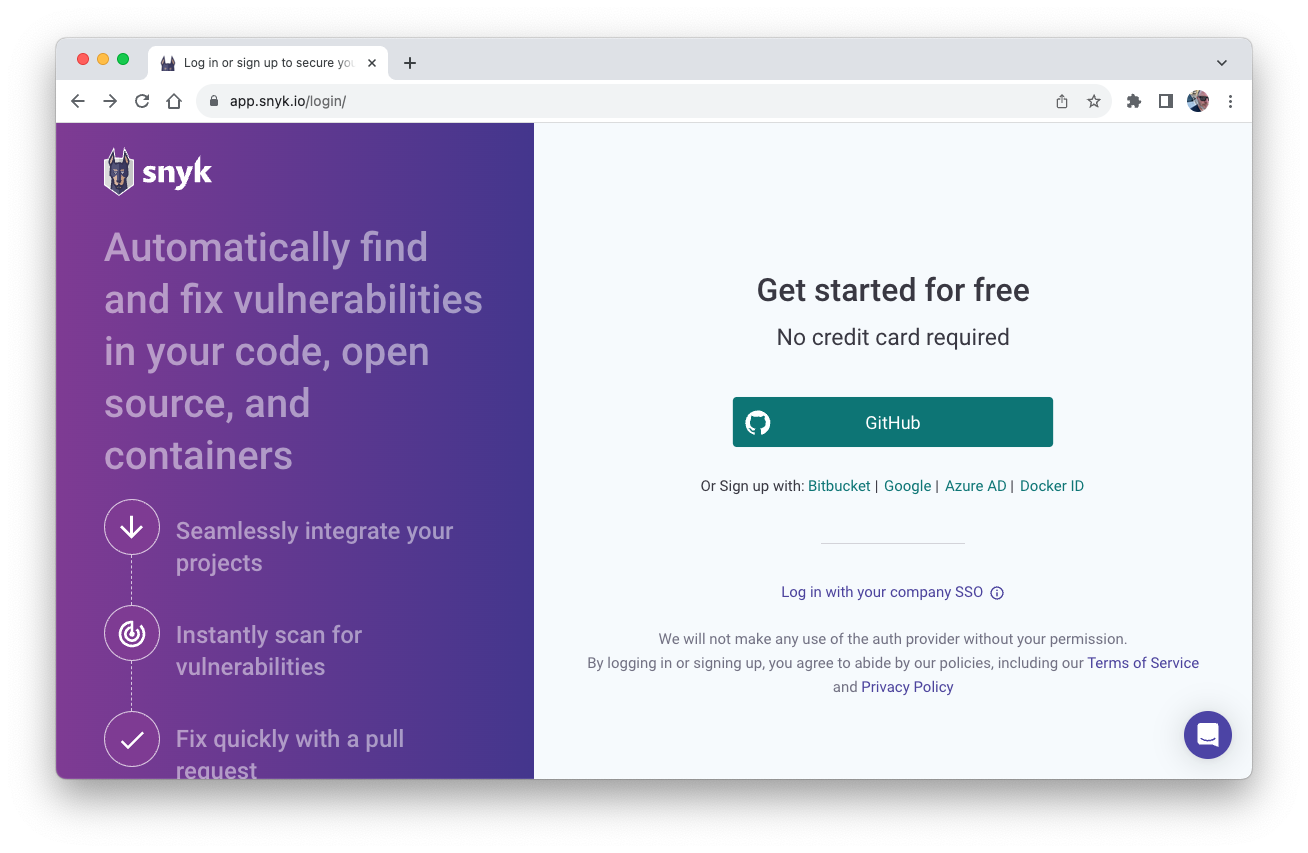 Log in or sign up to secure you
app.snyk.io/login/
snyk
Automatically find
and fix vulnerabilities
in your code, open
source, and
containers
Seamlessly integrate your
projects
Instantly scan for
vulnerabilities
Fix quickly with a pull
request
Get started for free
No credit card required
GitHub
Or Sign up with: Bitbucket | Google | Azure AD | Docker ID
Log in with your company SSO
We will not make any use of the auth provider without your permission.
By logging in or signing up, you agree to abide by our policies, including our Terms of Service
and Privacy Policy